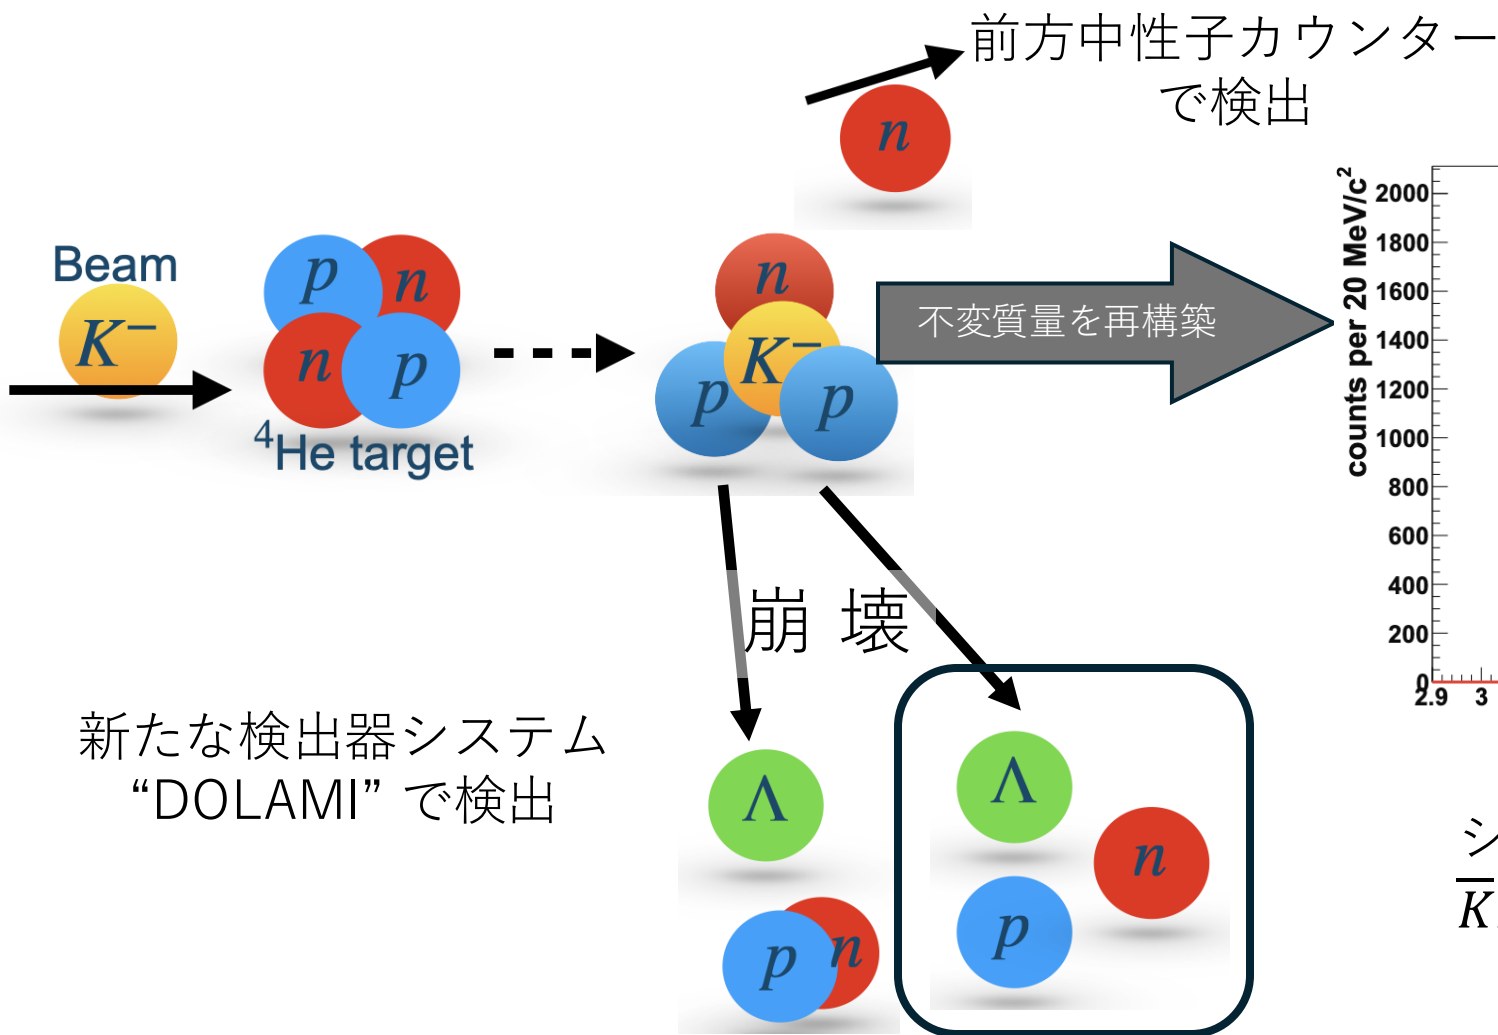 前方中性子カウンター
で検出
n
Beam
K⁻
p
n
n
p
⁴He target
n
K⁻
p
p
不変質量を再構築
counts per 20 MeV/c²
2000
1800
1600
1400
1200
1000
800
600
400
200
0
2.9 3
崩 壊
新たな検出器システム
“DOLAMI” で検出
Λ
p
n
Λ
n
p
シ
K̅